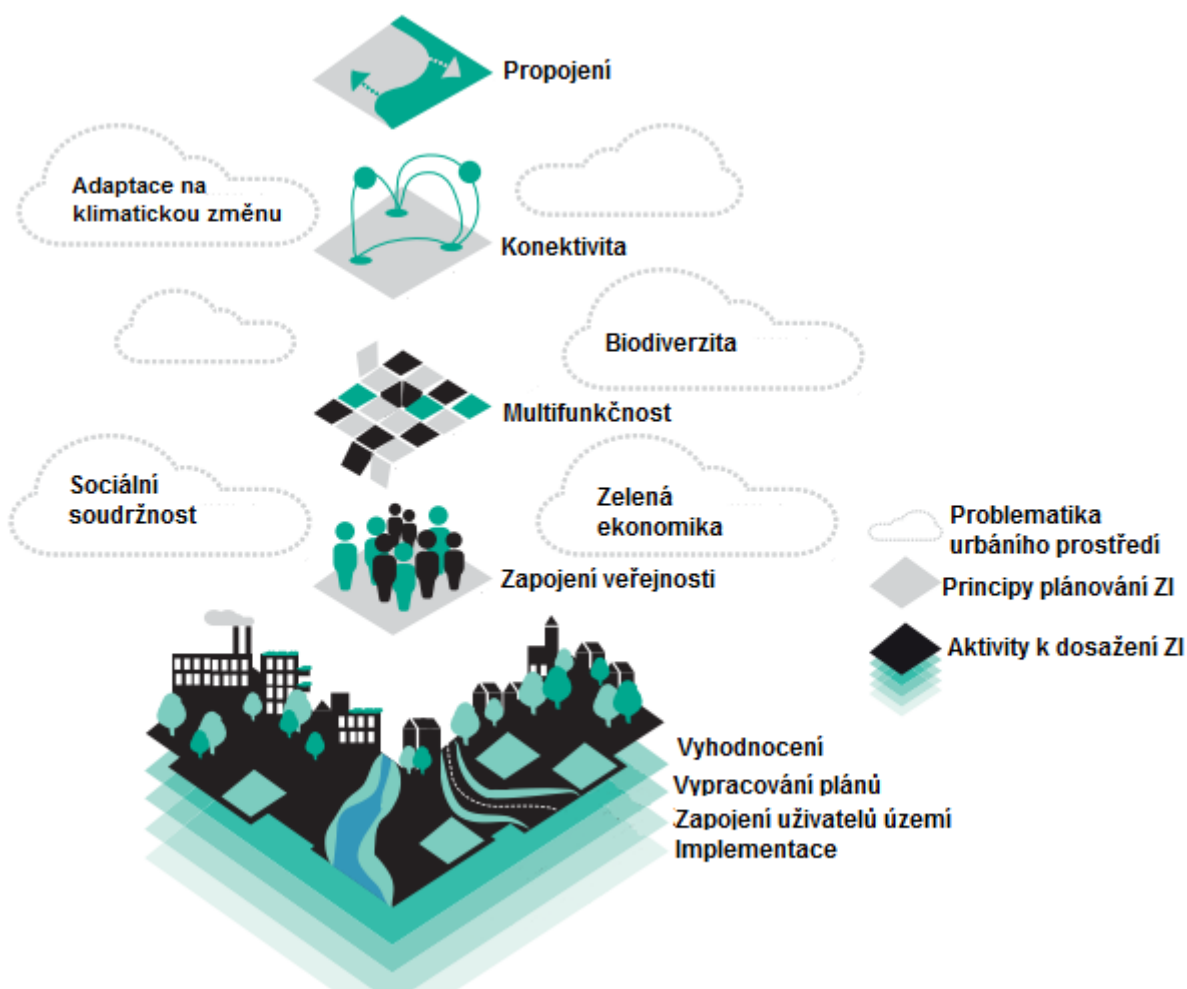 Propojení
Adaptace na
klimatickou změnu
Konektivita
Biodiverzita
Multifunkčnost
Sociální
soudržnost
Zelená
ekonomika
Zapojení veřejnosti
Problematika
urbáního prostředí
Principy plánování ZI
Aktivity k dosažení ZI
Vyhodnocení
Vypracování plánů
Zapojení uživatelů území
Implementace